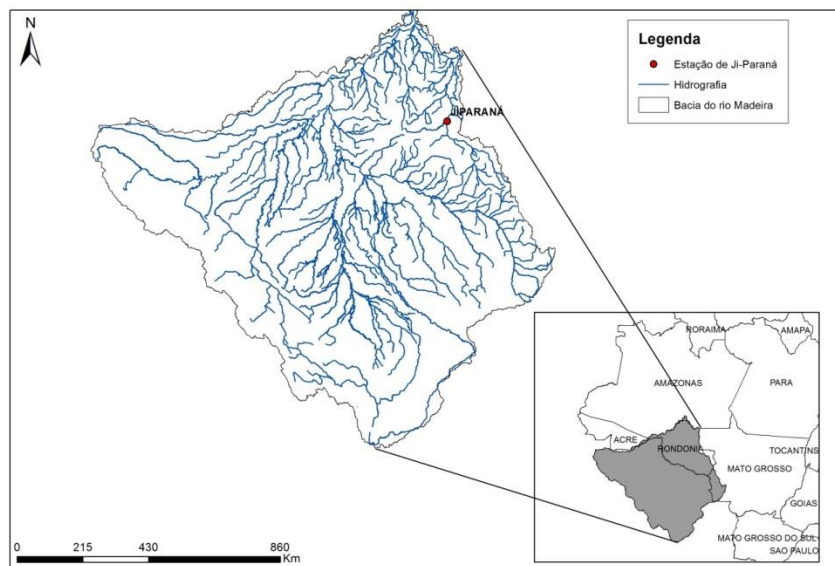 N
Legenda
Estação de Ji-Paraná
Hidrografia
Bacia do rio Madeira
JIPARANÁ
RORAIMA
AMAPA
AMAZONAS
PARA
ACRE
RONDONIA
TOCANTINS
MATO GROSSO
GOIAS
MATO GROSSO DO SUL
SAO PAULO
0 215 430 860
Km